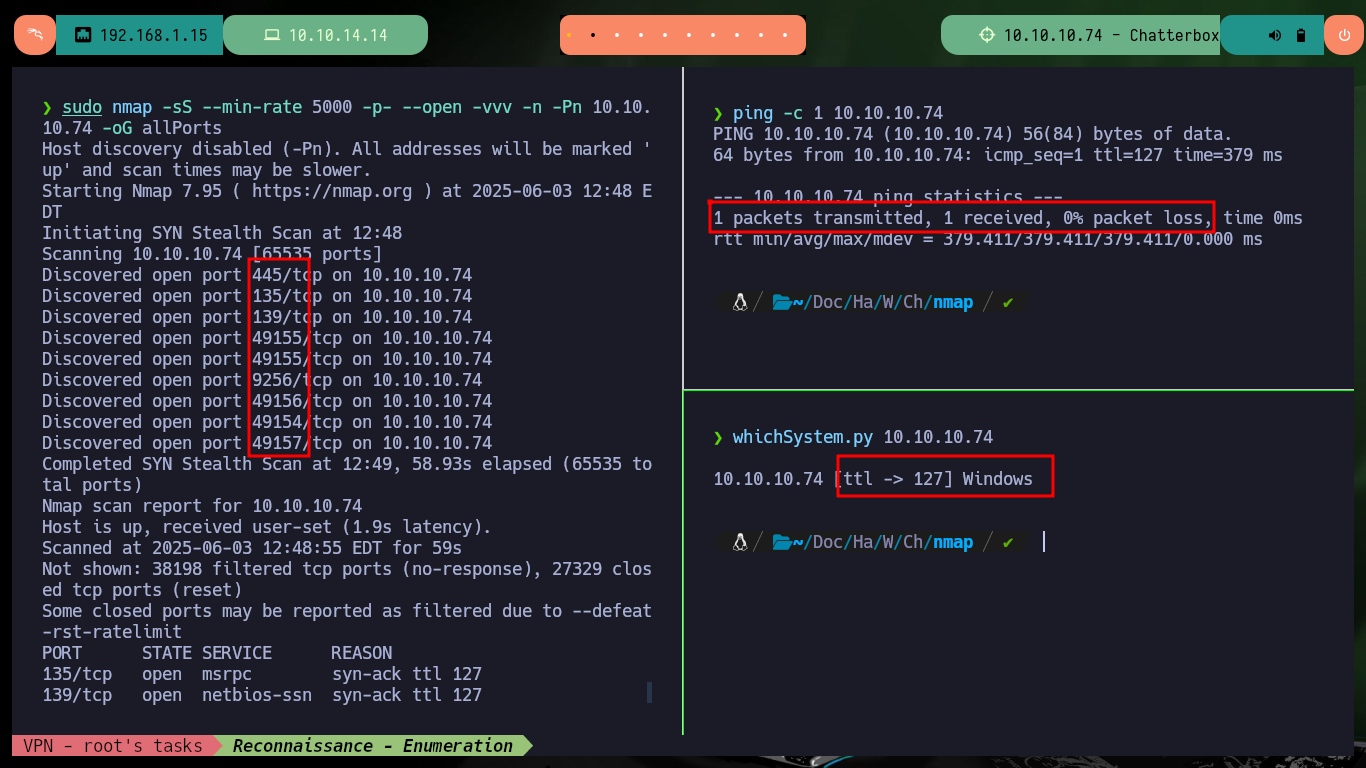 192.168.1.15
10.10.14.14
10.10.10.74 - Chatterbox
❯ sudo nmap -sS --min-rate 5000 -p- --open -vvv -n -Pn 10.10.
10.74 -oG allPorts
Host discovery disabled (-Pn). All addresses will be marked '
up' and scan times may be slower.
Starting Nmap 7.95 ( https://nmap.org ) at 2025-06-03 12:48 E
DT
Initiating SYN Stealth Scan at 12:48
Scanning 10.10.10.74 [65535 ports]
Discovered open port 445/tcp on 10.10.10.74
Discovered open port 135/tcp on 10.10.10.74
Discovered open port 139/tcp on 10.10.10.74
Discovered open port 49155/tcp on 10.10.10.74
Discovered open port 49155/tcp on 10.10.10.74
Discovered open port 9256/tcp on 10.10.10.74
Discovered open port 49156/tcp on 10.10.10.74
Discovered open port 49154/tcp on 10.10.10.74
Discovered open port 49157/tcp on 10.10.10.74
Completed SYN Stealth Scan at 12:49, 58.93s elapsed (65535 to
tal ports)
Nmap scan report for 10.10.10.74
Host is up, received user-set (1.9s latency).
Scanned at 2025-06-03 12:48:55 EDT for 59s
Not shown: 38198 filtered tcp ports (no-response), 27329 clos
ed tcp ports (reset)
Some closed ports may be reported as filtered due to --defeat
-rst-ratelimit
PORT STATE SERVICE REASON
135/tcp open msrpc syn-ack ttl 127
139/tcp open netbios-ssn syn-ack ttl 127
❯ ping -c 1 10.10.10.74
PING 10.10.10.74 (10.10.10.74) 56(84) bytes of data.
64 bytes from 10.10.10.74: icmp_seq=1 ttl=127 time=379 ms
--- 10.10.10.74 ping statistics ---
1 packets transmitted, 1 received, 0% packet loss, time 0ms
rtt min/avg/max/mdev = 379.411/379.411/379.411/0.000 ms
/ ~/Doc/Ha/W/Ch/nmap / ✔
❯ whichSystem.py 10.10.10.74
10.10.10.74 [ttl -> 127] Windows
/ ~/Doc/Ha/W/Ch/nmap / ✔
VPN - root's tasks
Reconnaissance - Enumeration